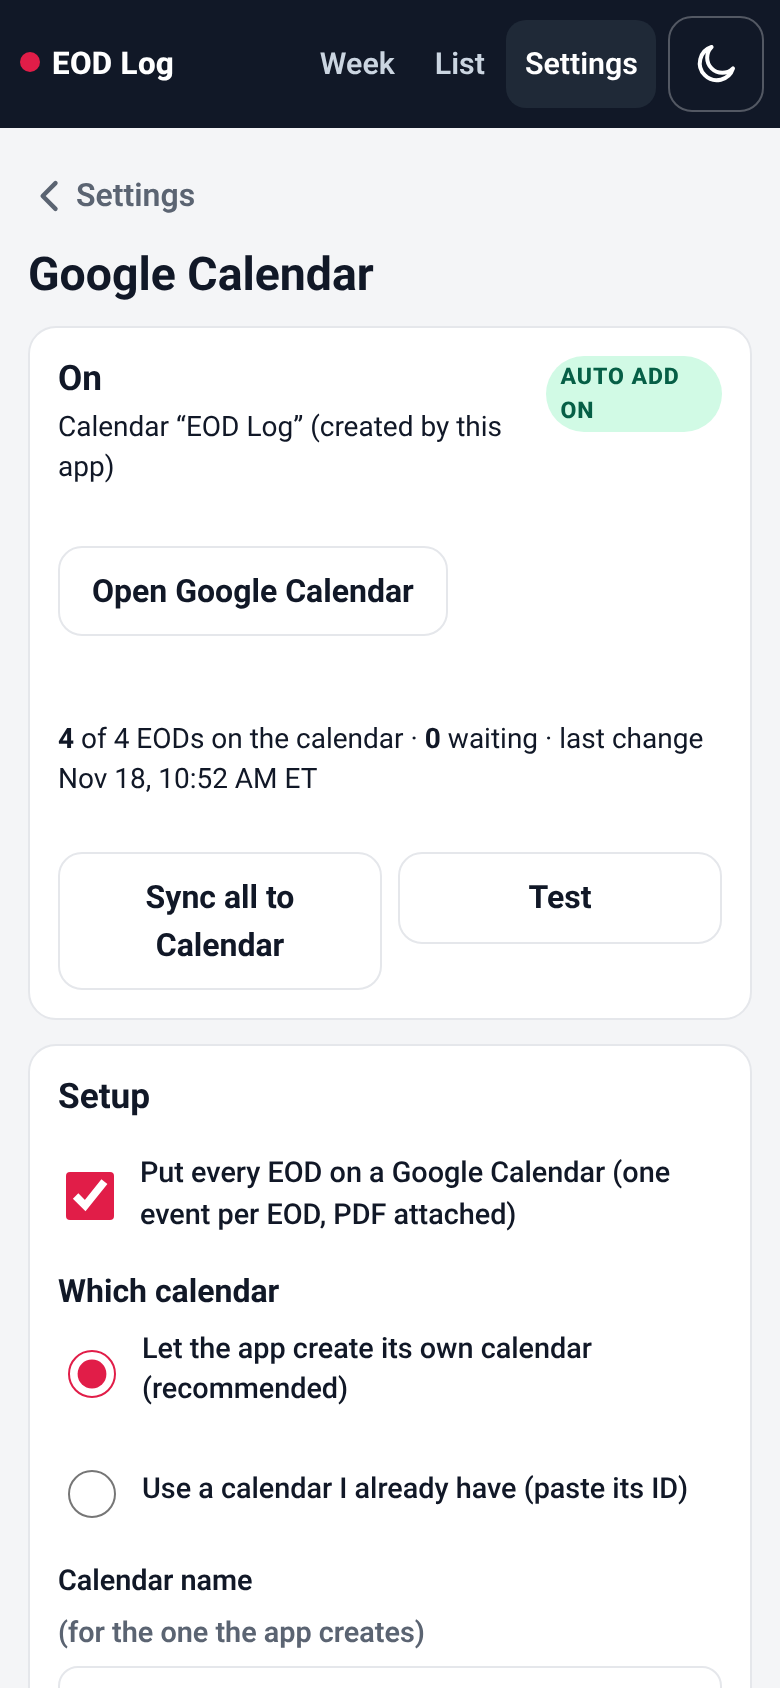 EOD Log Week List Settings
Settings
Google Calendar
On
AUTO ADD
ON
Calendar “EOD Log” (created by this
app)
Open Google Calendar
4 of 4 EODs on the calendar · 0 waiting · last change
Nov 18, 10:52 AM ET
Sync all to
Calendar
Test
Setup
Put every EOD on a Google Calendar (one
event per EOD, PDF attached)
Which calendar
Let the app create its own calendar
(recommended)
Use a calendar I already have (paste its ID)
Calendar name
(for the one the app creates)